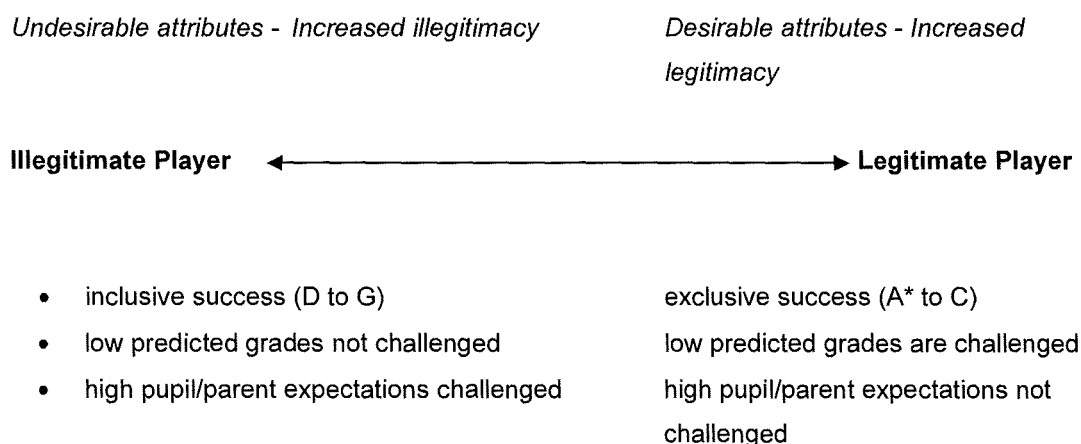 Undesirable attributes - Increased illegitimacy
Desirable attributes - Increased
legitimacy
Illegitimate Player
Legitimate Player
• inclusive success (D to G)
exclusive success (A* to C)
• low predicted grades not challenged
low predicted grades are challenged
• high pupil/parent expectations challenged
high pupil/parent expectations not
challenged